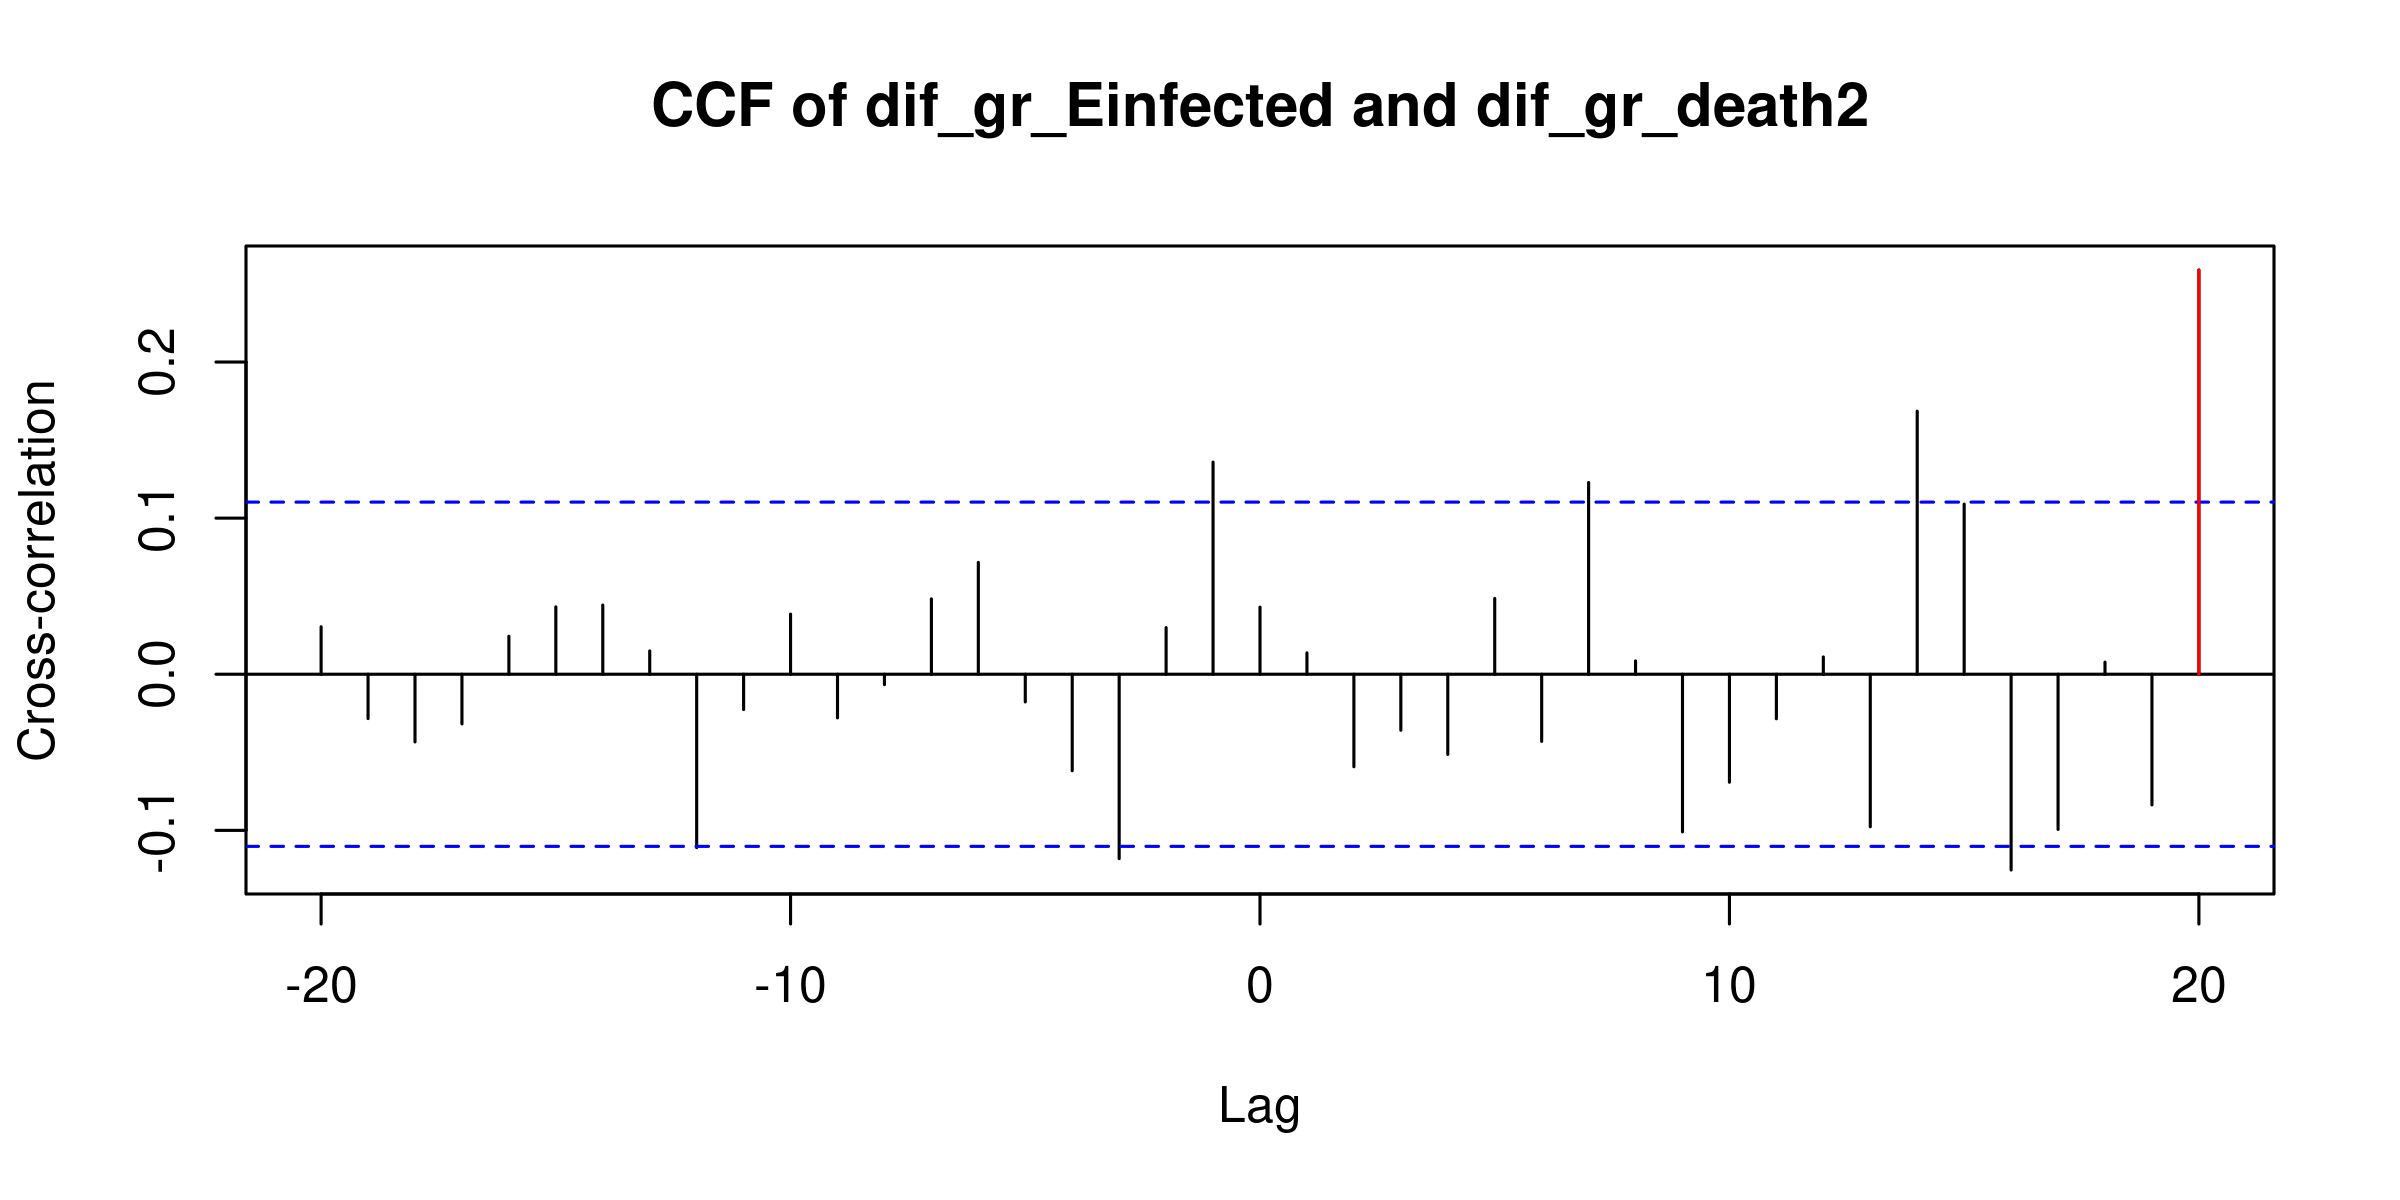 CCF of dif_gr_Einfected and dif_gr_death2
Cross-correlation
0.2
0.1
0.0
-0.1
-20 -10 0 10 20
Lag